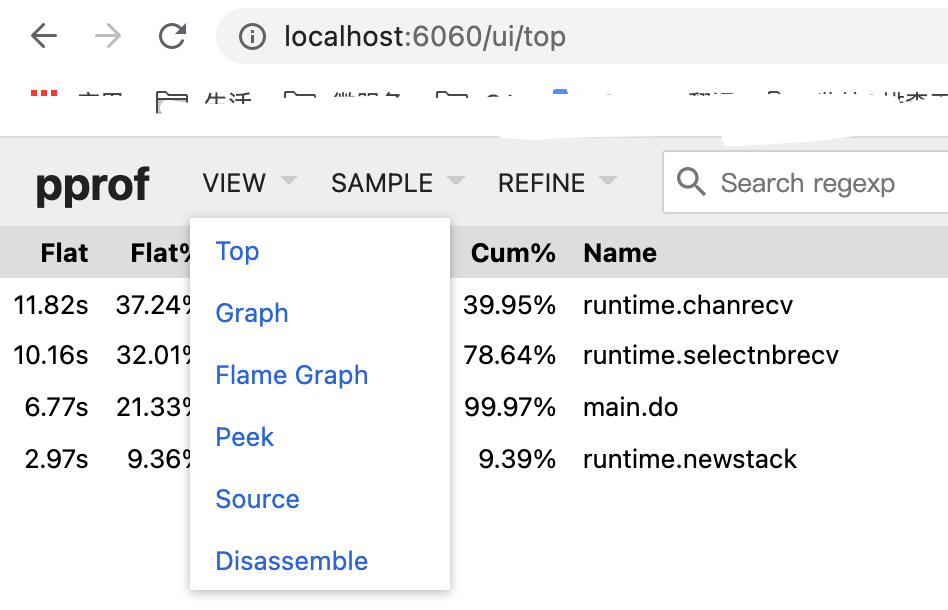 localhost:6060/ui/top
生活
pprof VIEW SAMPLE REFINE Search regexp
Flat Flat% Cum% Name
11.82s 37.24% 39.95% runtime.chanrecv
10.16s 32.01% 78.64% runtime.selectnbrecv
6.77s 21.33% 99.97% main.do
2.97s 9.36% 9.39% runtime.newstack
Top
Graph
Flame Graph
Peek
Source
Disassemble